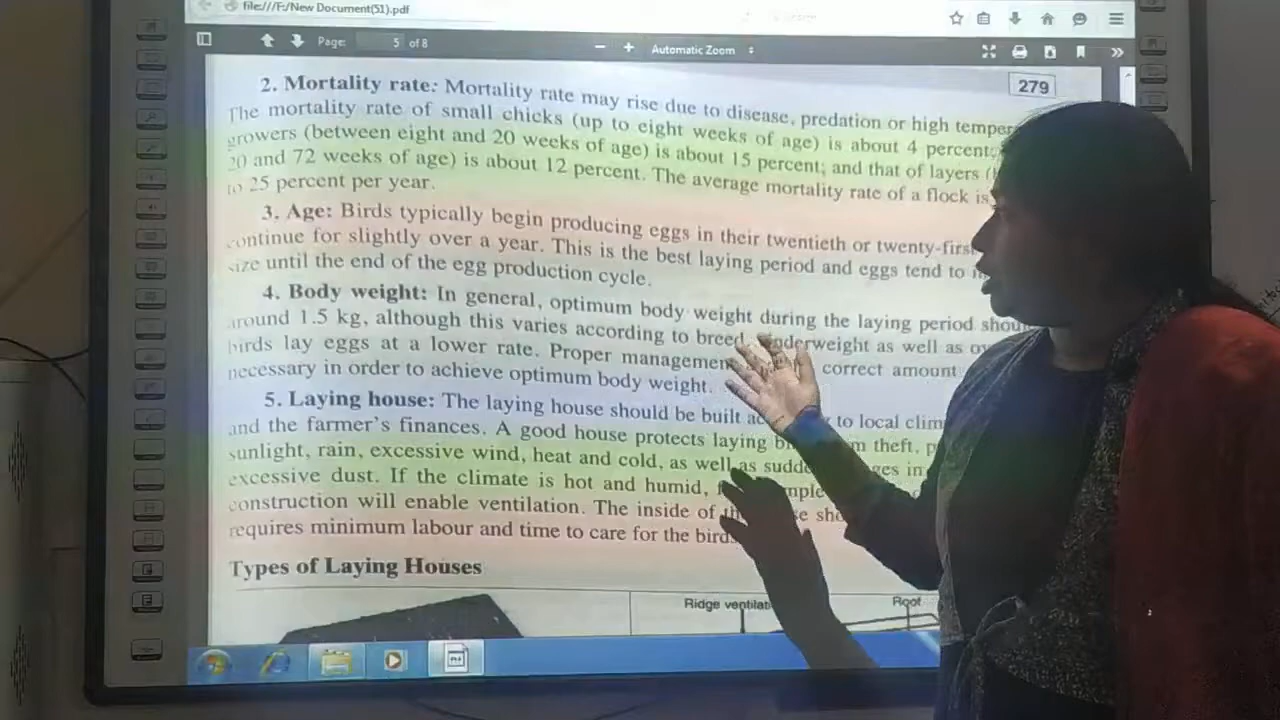 file:///F:/New Document(51).pdf
Page: 5 of 8
Automatic Zoom
279
2. Mortality rate: Mortality rate may rise due to disease, predation or high temper
The mortality rate of small chicks (up to eight weeks of age) is about 4 percent;
growers (between eight and 20 weeks of age) is about 15 percent; and that of layers (
20 and 72 weeks of age) is about 12 percent. The average mortality rate of a flock is
to 25 percent per year.
3. Age: Birds typically begin producing eggs in their twentieth or twenty-first
continue for slightly over a year. This is the best laying period and eggs tend to
size until the end of the egg production cycle.
4. Body weight: In general, optimum body weight during the laying period shou
around 1.5 kg, although this varies according to breed. Underweight as well as ov
birds lay eggs at a lower rate. Proper managemen correct amount
necessary in order to achieve optimum body weight.
5. Laying house: The laying house should be built ac to local clim
and the farmer's finances. A good house protects laying b m theft, p
sunlight, rain, excessive wind, heat and cold, as well as sudde ges in
excessive dust. If the climate is hot and humid, mple
construction will enable ventilation. The inside of th se sho
requires minimum labour and time to care for the birds
Types of Laying Houses
Ridge ventilat Roof